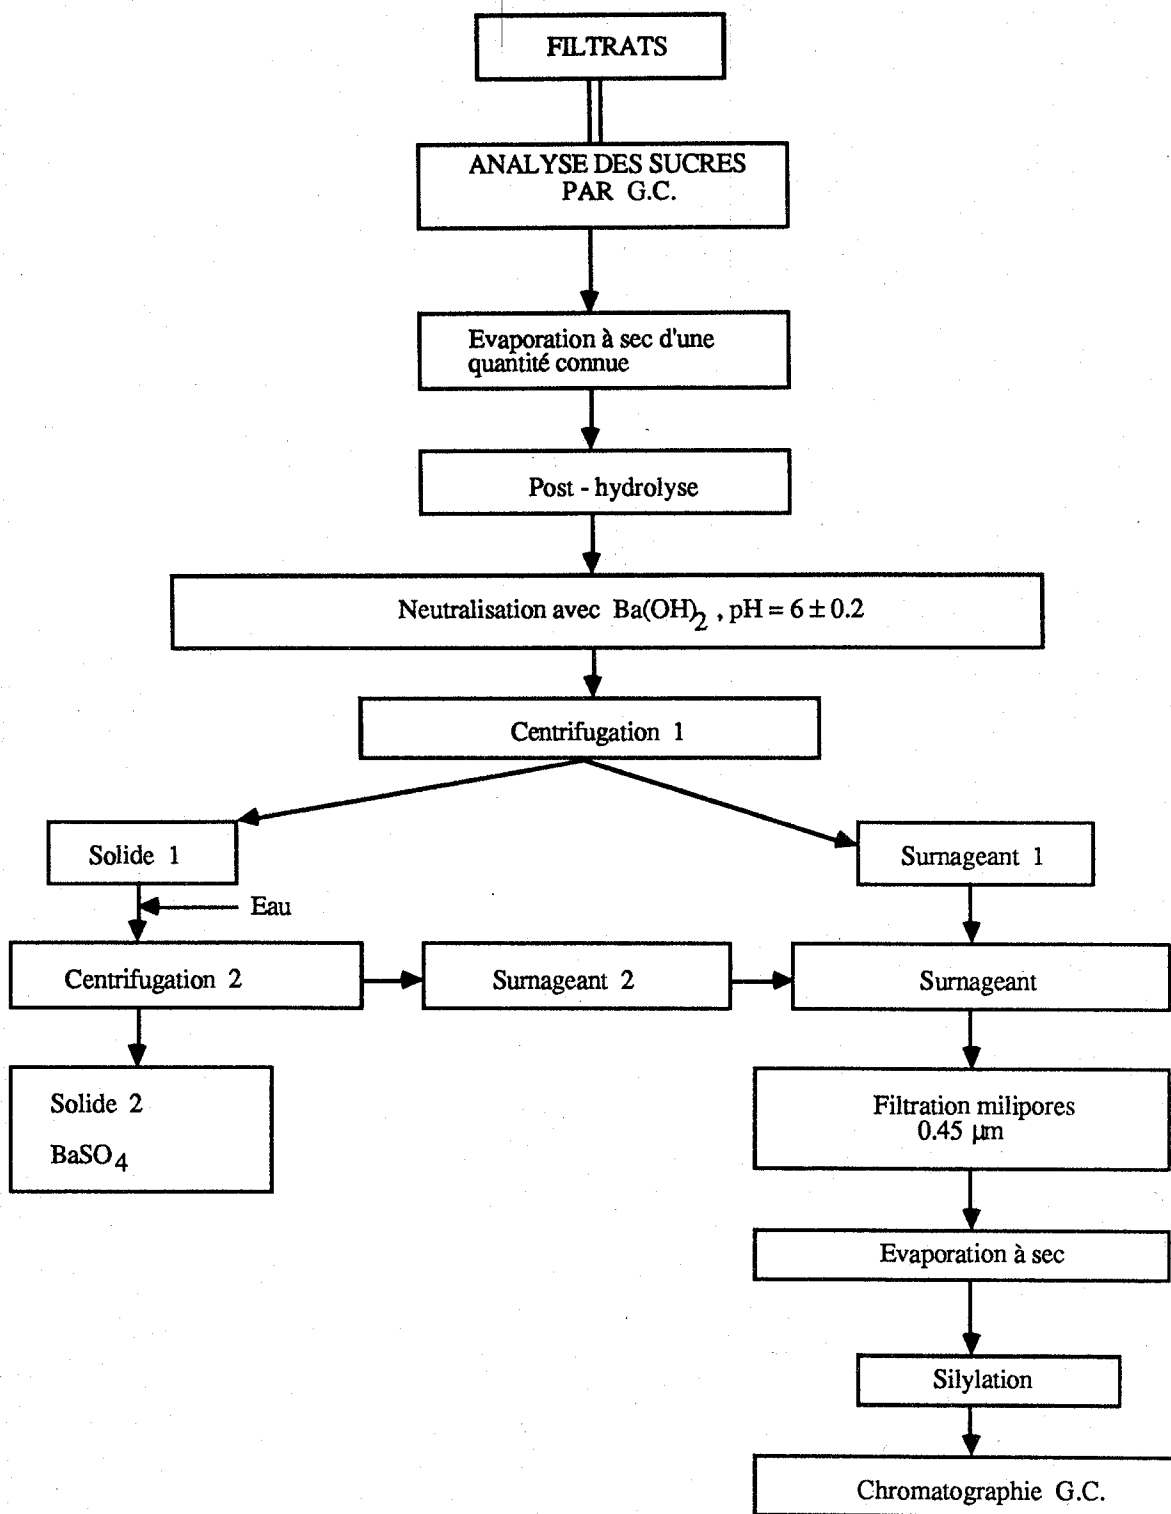 FILTRATS
ANALYSE DES SUCRES
PAR G.C.
Evaporation à sec d'une
quantité connue
Post - hydrolyse
Neutralisation avec Ba(OH)2 , pH = 6 ± 0.2
Centrifugation 1
Solide 1
Surnageant 1
Eau
Centrifugation 2
Surnageant 2
Surnageant
Solide 2
BaSO4
Filtration milipores
0.45 µm
Evaporation à sec
Silylation
Chromatographie G.C.